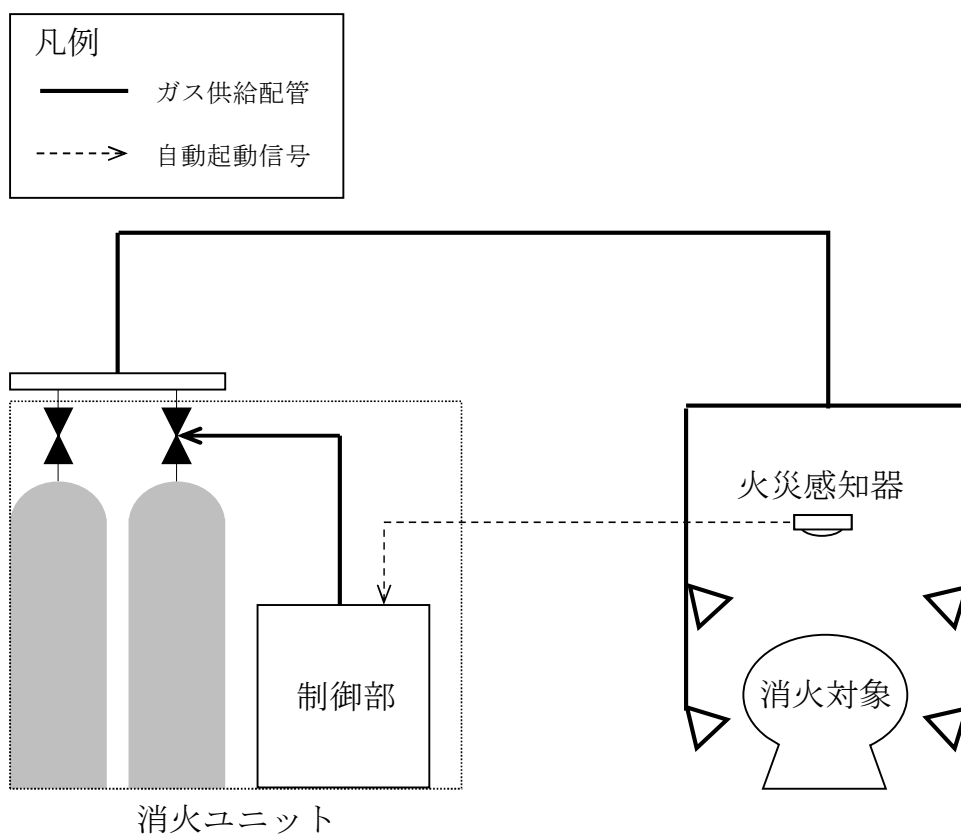 凡例
ガス供給配管
自動起動信号
火災感知器
制御部
消火対象
消火ユニット